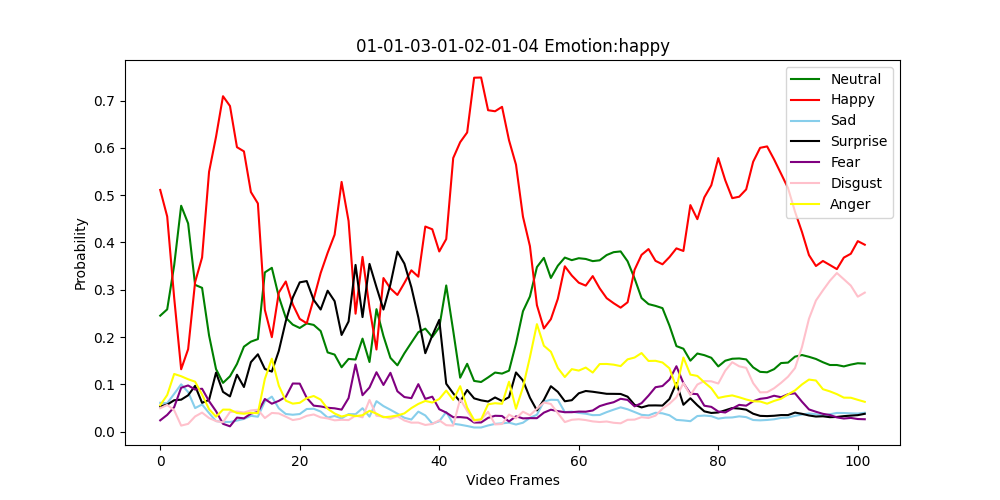 01-01-03-01-02-01-04 Emotion:happy
Probability
0.7
0.6
0.5
0.4
0.3
0.2
0.1
0.0
0 20 40 60 80 100
Video Frames
Neutral
Happy
Sad
Surprise
Fear
Disgust
Anger